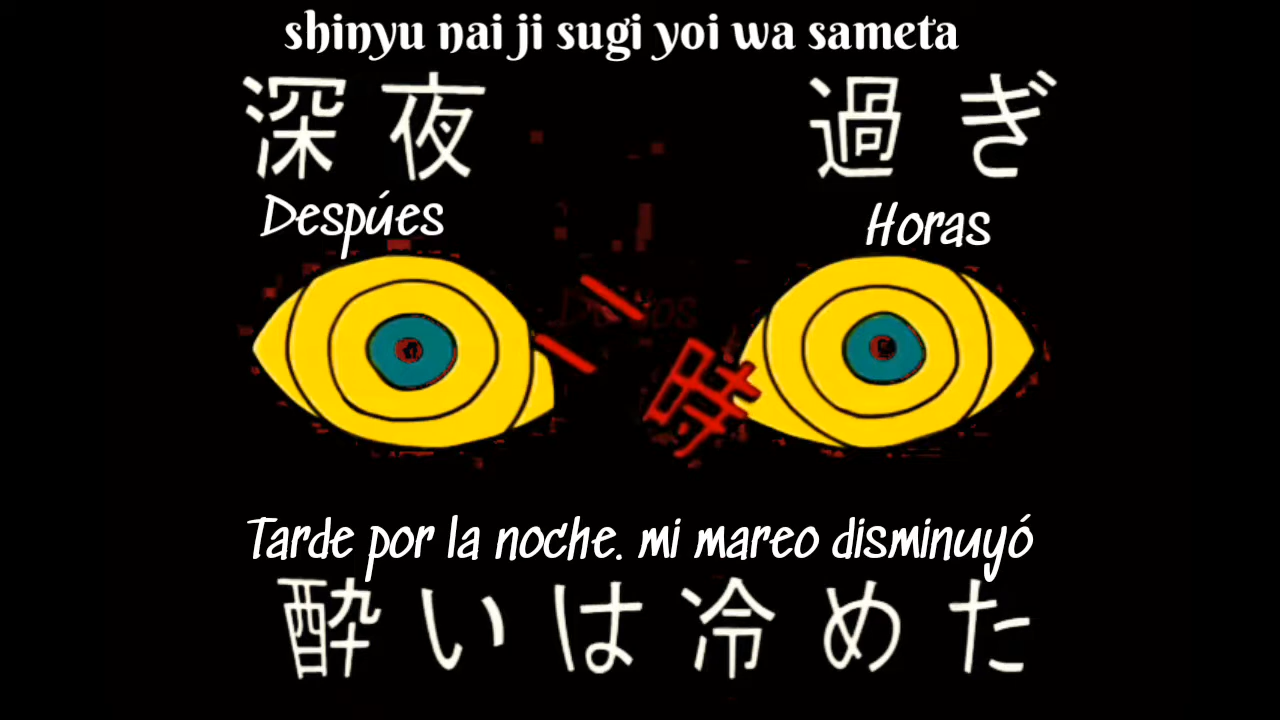 shinyu nai ji sugi yoi wa sameta
深夜 過ぎ
Despúes Horas
二時
Tarde por la noche. mi mareo disminuyó
酔いは冷めた